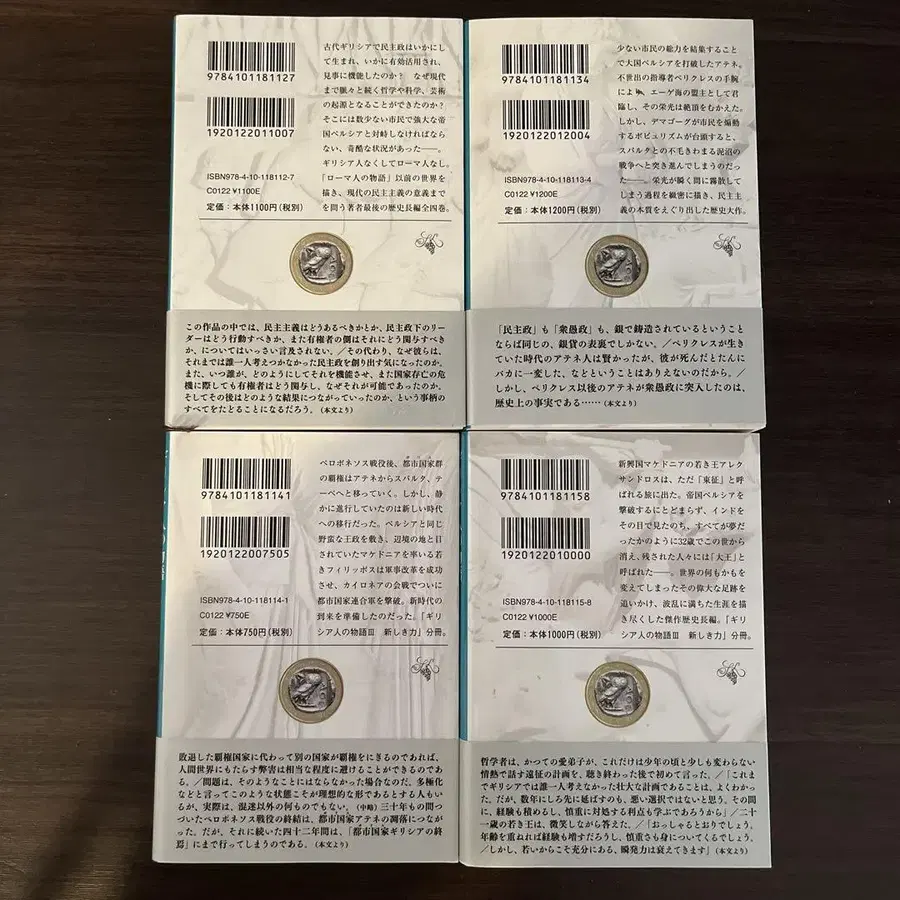 9784101181127
1920122011007
ISBN978-4-10-118112-7
C0122 ¥1100E
定価：本体1100円（税別）
古代ギリシアで民主政はいかにし
て生まれ、いかに有効活用され、
見事に機能したのか？　なぜ現代
まで脈々と続く哲学や科学、芸術
の起源となることができたのか？
そこには数少ない市民で強大な帝
国ペルシアと対峙しなければなら
ない、苛酷な状況があった――。
ギリシア人なくしてローマ人なし。
「ローマ人の物語」以前の世界を
描き、現代の民主主義の意義まで
を問う著者最後の歴史長編全四巻。
この作品の中では、民主主義はどうあるべきかとか、民主政下のリー
ダーはどう行動すべきか、また有権者の側はそれにどう関与すべき
か、についてはいっさい言及されない。／その代わり、なぜ彼らは、
それまでは誰一人考えつかなかった民主政を創り出す気になったのか。
また、いつ誰が、どのようにしてそれを機能させ、また国家存亡の危
機に際しても有権者はどう関与し、なぜそれが可能であったのか。
そしてその後はどのような結果につながっていったのか、という事柄の
すべてをたどることになるだろう。（本文より）
9784101181134
1920122012004
ISBN978-4-10-118113-4
C0122 ¥1200E
定価：本体1200円（税別）
少ない市民の総力を結集すること
で大国ペルシアを打破したアテネ。
不世出の指導者ペリクレスの手腕
により、エーゲ海の盟主として君
臨し、その栄光は絶頂をむかえた。
しかし、デマゴーグが市民を煽動
するポピュリズムが台頭すると、
スパルタとの不毛きわまる泥沼の
戦争へと突き進んでしまうのだっ
た――。栄光が瞬く間に霧散して
しまう過程を緻密に描き、民主主
義の本質をえぐり出した歴史大作。
「民主政」も「衆愚政」も、銀で鋳造されているということ
ならば同じの、銀貨の表裏でしかない。／ペリクレスが生き
ていた時代のアテネ人は賢かったが、彼が死んだとたんに
バカに一変した、などということはありえないのだから。／
しかし、ペリクレス以後のアテネが衆愚政に突入したのは、
歴史上の事実である……（本文より）
9784101181141
1920122007505
ISBN978-4-10-118114-1
C0122 ¥750E
定価：本体750円（税別）
ペロポネソス戦役後、都市国家群
の覇権はアテネからスパルタ、テ
ーベへと移っていく。しかし、静
かに進行していたのは新しい時代
への移行だった。ペルシアと同じ
野蛮な王政を敷き、辺境の地と目
されていたマケドニアを率いる若
きフィリッポスは軍事改革を成功
させ、カイロネアの会戦でついに
都市国家連合軍を撃破。新時代の
到来を準備したのだった。「ギリ
シア人の物語Ⅲ　新しき力」分冊。
敗退した覇権国家に代わって別の国家が覇権をにぎるのであれば、
人間世界にもたらす弊害は相当な程度に避けることができるのであ
る。／問題は、そのようなことにはならなかった場合なのだ。多極化
などと言ってこのような状態こそが理想的な形であるとする人もい
るが、実際は、混迷以外の何ものでもない。（中略）三十年もの間つ
づいたペロポネソス戦役の終結は、都市国家アテネの凋落につながっ
た。だが、それに続いた四十二年間は、「都市国家ギリシアの終
焉」にまで行ってしまうのである。（本文より）
9784101181158
1920122010000
ISBN978-4-10-118115-8
C0122 ¥1000E
定価：本体1000円（税別）
新興国マケドニアの若き王アレク
サンドロスは、ただ「東征」と呼
ばれる旅に出た。帝国ペルシアを
撃破するにとどまらず、インドを
その目で見たのち、すべてが夢だ
ったかのように32歳でこの世から
消え、残された人々には「大王」と
呼ばれた――。世界の何もかもを
変えてしまったその偉大な足跡を
追いかけ、波乱に満ちた生涯を描
き尽くした傑作歴史長編。「ギリ
シア人の物語Ⅲ　新しき力」分冊。
哲学者は、かつての愛弟子が、これだけは少年の頃と少しも変わらない
情熱で話す遠征の計画を、聴き終わった後で初めて言った。／「これま
でギリシアでは誰一人考えなかった壮大な計画であることは、よくわかっ
た。だが、数年にしろ先に延ばすのも、悪い選択ではないと思う。その間
に、経験も積めるし、慎重に対処する利点も学ぶであろうから」／二十
一歳の若き王は、微笑しながら答えた。／「おっしゃるとおりでしょう。
年齢を重ねれば経験も増すだろうし、慎重さも身についてくるでしょう。
／しかし、若いからこそ充分にある、瞬発力は衰えてきます」（本文より）